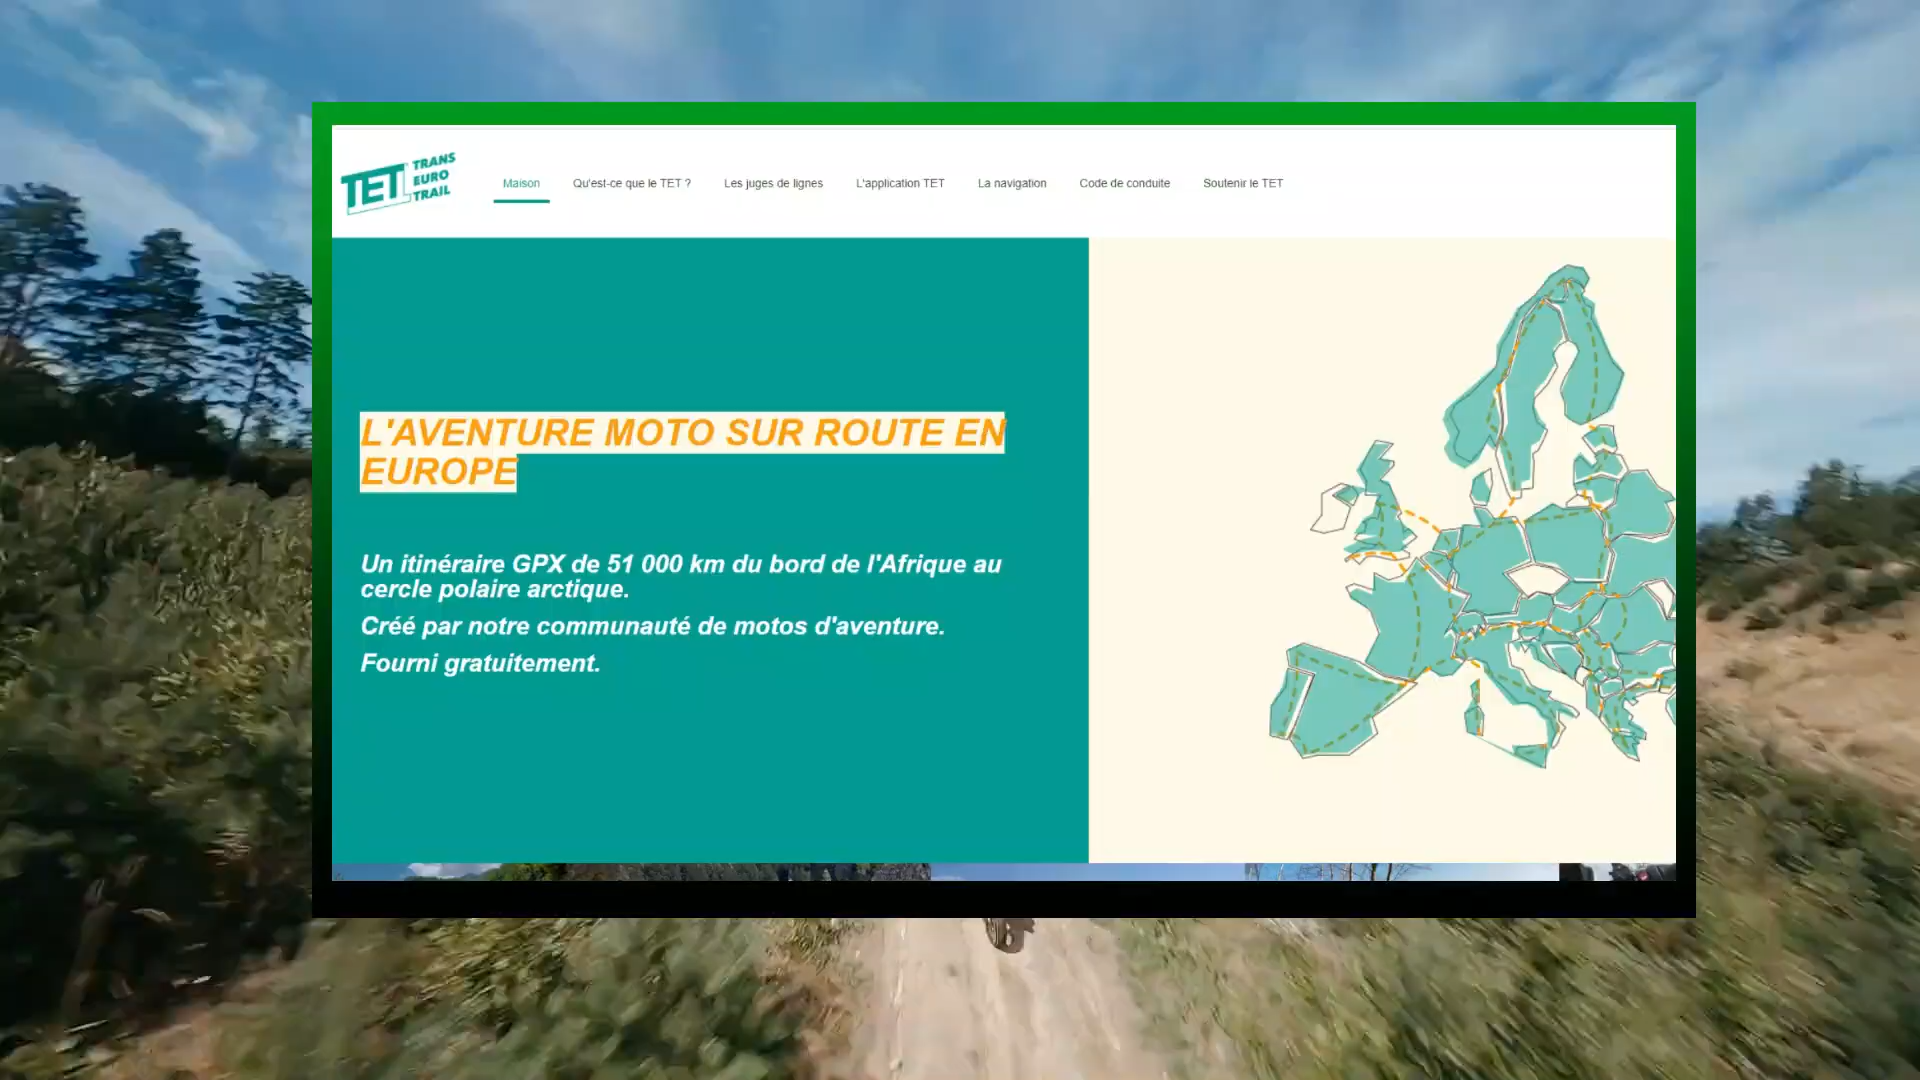 TET TRANS
EURO
TRAIL
Maison
Qu'est-ce que le TET ?
Les juges de lignes
L'application TET
La navigation
Code de conduite
Soutenir le TET
L'AVENTURE MOTO SUR ROUTE EN
EUROPE
Un itinéraire GPX de 51 000 km du bord de l'Afrique au
cercle polaire arctique.
Créé par notre communauté de motos d'aventure.
Fourni gratuitement.